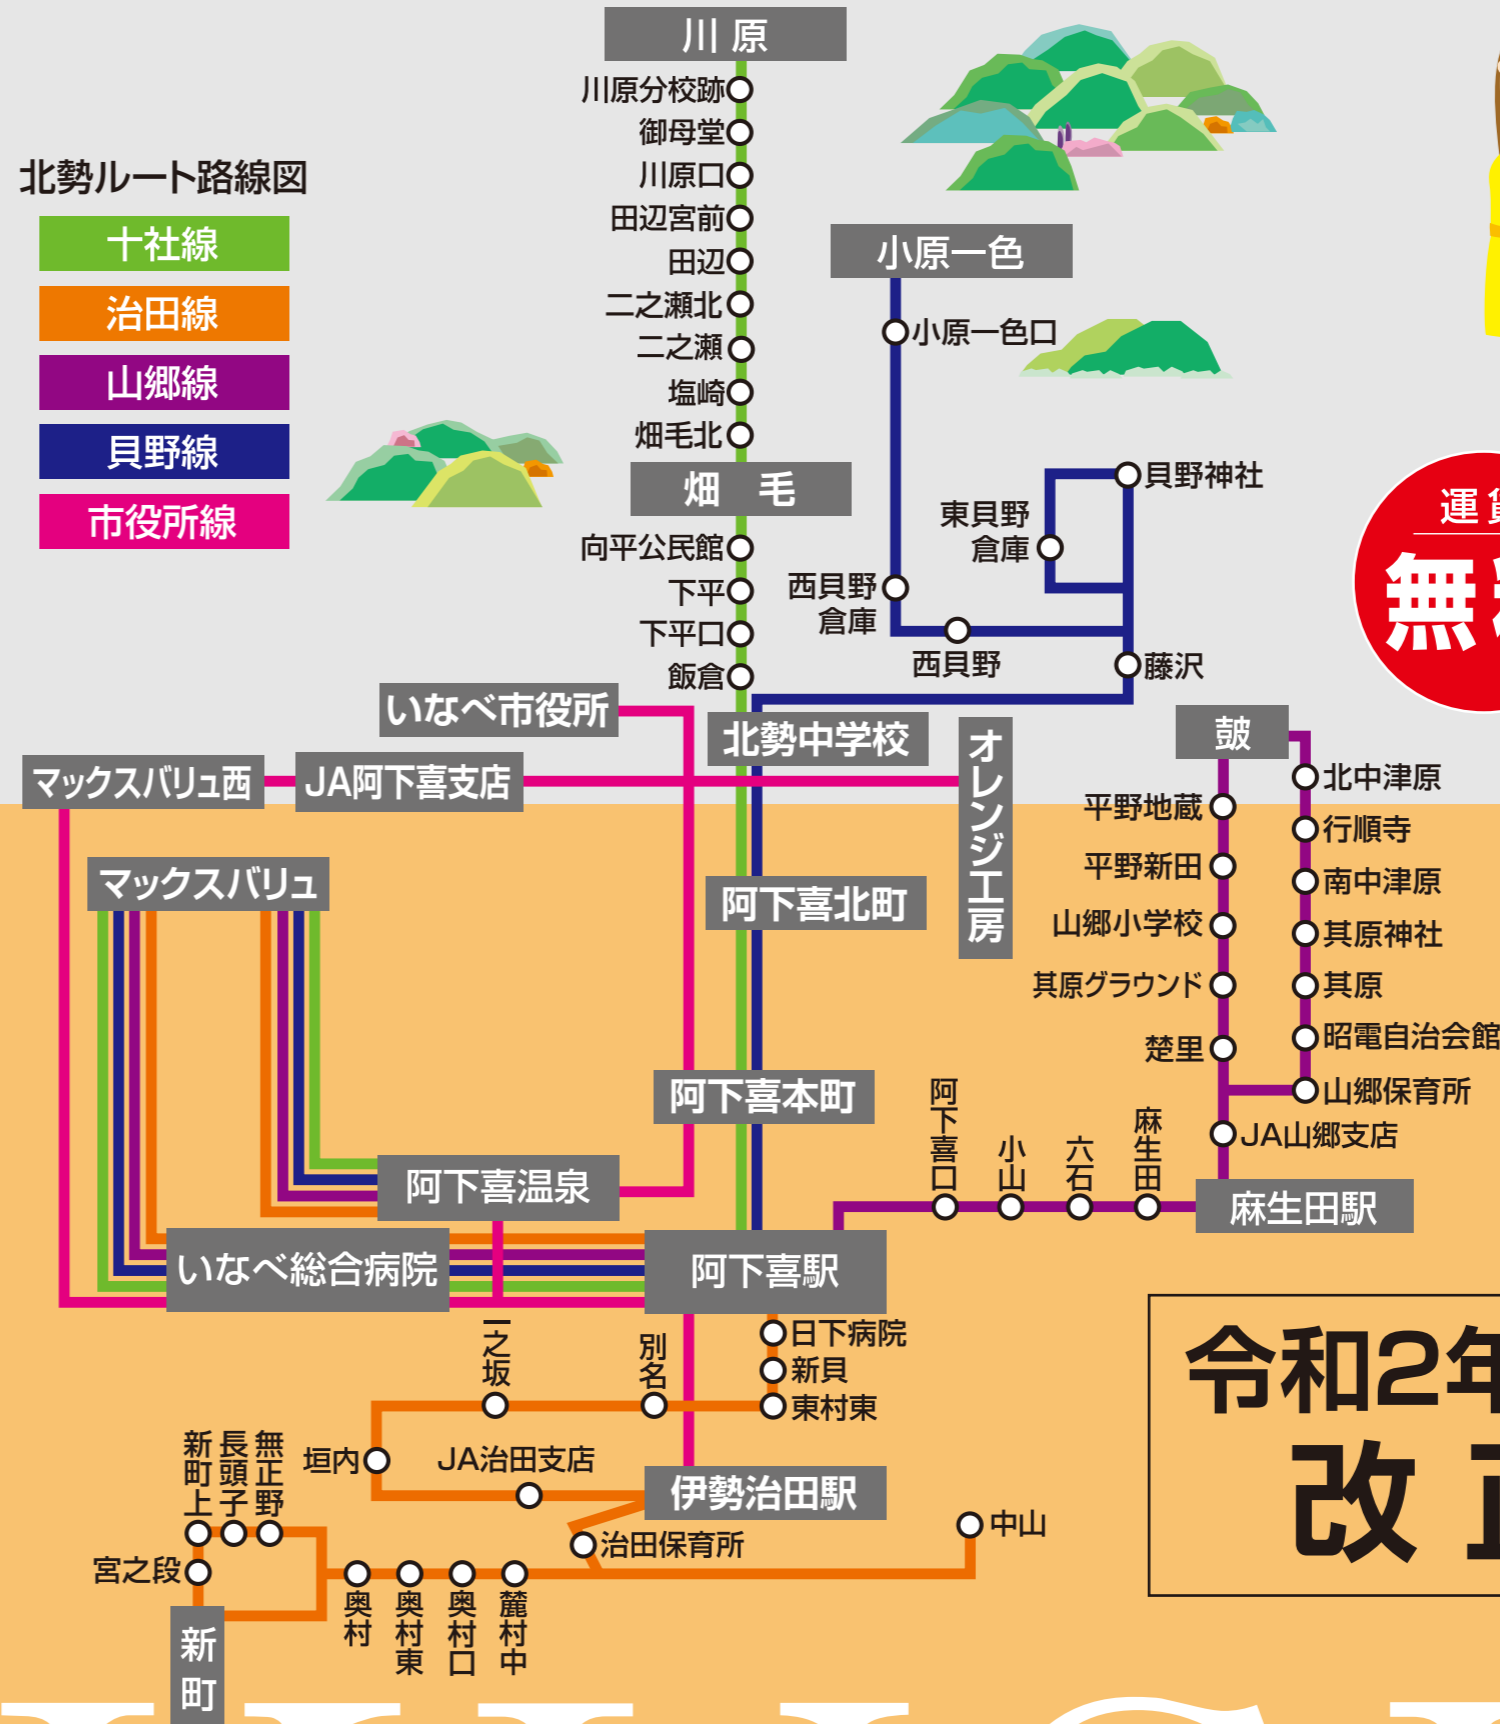 北勢ルート路線図
十社線
治田線
山郷線
貝野線
市役所線
川原
川原分校跡
御母堂
川原口
田辺宮前
田辺
二之瀬北
二之瀬
塩崎
畑毛北
畑 毛
向平公民館
下平
下平口
飯倉
小原一色
小原一色口
貝野神社
東貝野
倉庫
西貝野
倉庫
西貝野
藤沢
運賃
無料
いなべ市役所
北勢中学校
オレンジ工房
マックスバリュ西
JA阿下喜支店
マックスバリュ
阿下喜北町
阿下喜本町
阿下喜温泉
いなべ総合病院
阿下喜駅
鼓
北中津原
行順寺
南中津原
其原神社
其原
昭電自治会館
山郷保育所
平野地蔵
平野新田
山郷小学校
其原グラウンド
楚里
JA山郷支店
阿下喜口
小山
六石
麻生田
麻生田駅
日下病院
新貝
東村東
別名
一之坂
垣内
JA治田支店
伊勢治田駅
治田保育所
中山
新町上
長頭子
無正野
宮之段
新町
奥村
奥村東
奥村口
麓村中
令和2年
改正